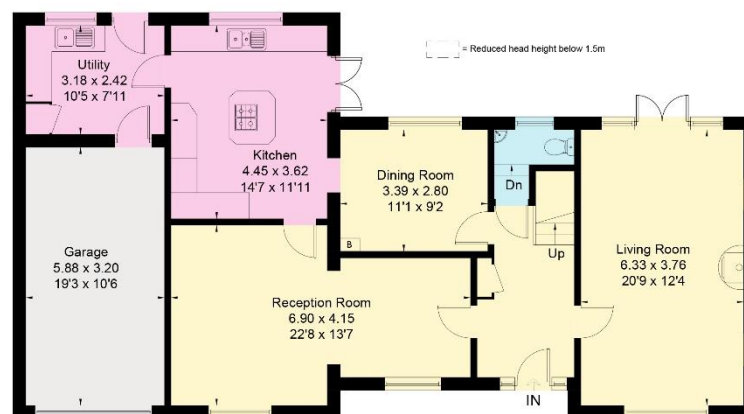 = Reduced head height below 1.5m
Utility
3.18 x 2.42
10'5 x 7'11
Kitchen
4.45 x 3.62
14'7 x 11'11
Dining Room
3.39 x 2.80
11'1 x 9'2
B
Dn
Up
Living Room
6.33 x 3.76
20'9 x 12'4
Garage
5.88 x 3.20
19'3 x 10'6
Reception Room
6.90 x 4.15
22'8 x 13'7
IN